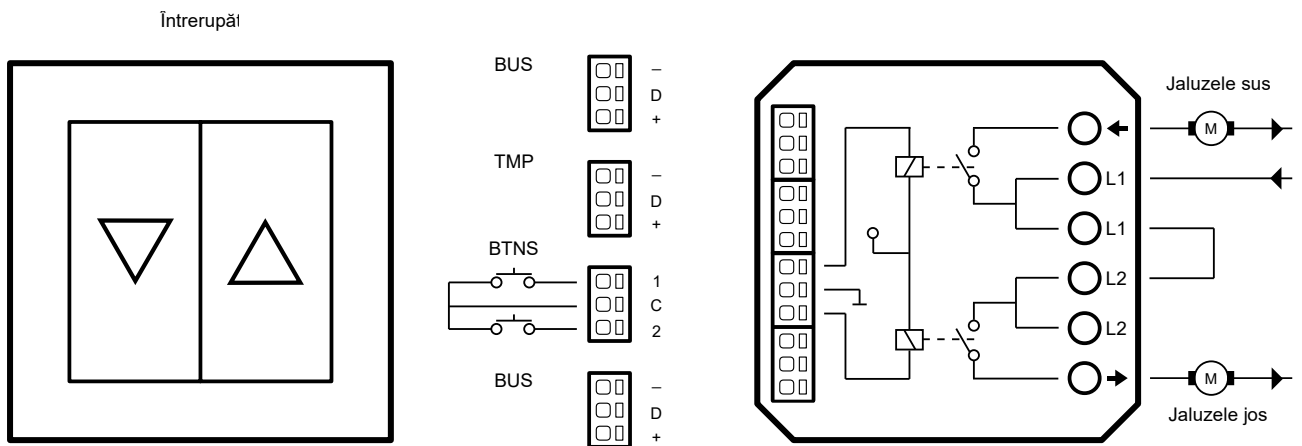 Întrerupăt
BUS
–
D
+
TMP
–
D
+
BTNS
1
C
2
BUS
–
D
+
Jaluzele sus
M
L1
L1
L2
L2
M
Jaluzele jos